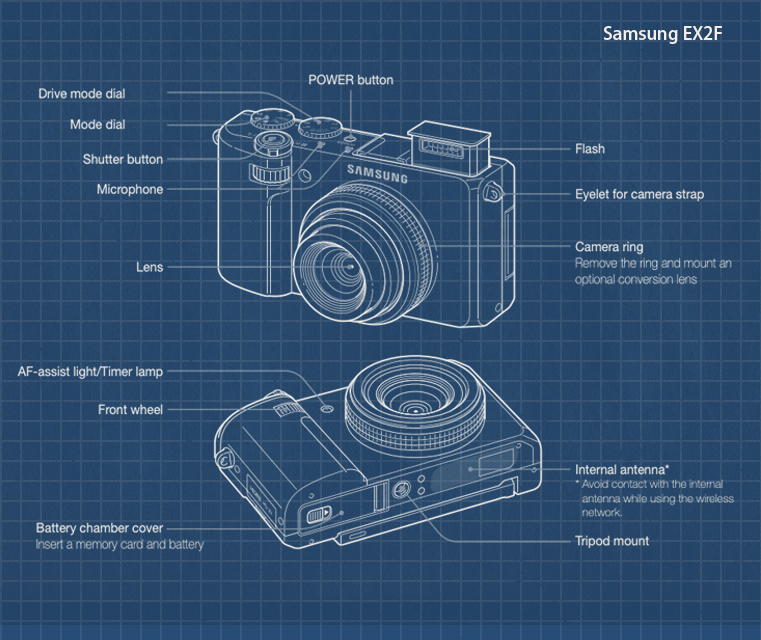 Samsung EX2F
POWER button
Drive mode dial
Mode dial
Shutter button
Microphone
Lens
SAMSUNG
Flash
Eyelet for camera strap
Camera ring
Remove the ring and mount an
optional conversion lens
AF-assist light/Timer lamp
Front wheel
Battery chamber cover
Insert a memory card and battery
Internal antenna*
* Avoid contact with the internal
antenna while using the wireless
network.
Tripod mount